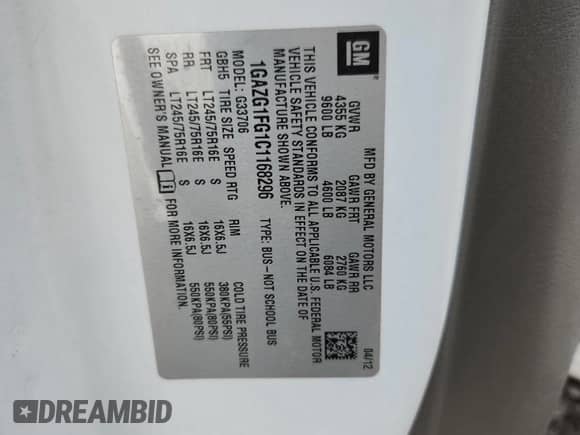 GM
MFD BY GENERAL MOTORS LLC 04/12
GVWR GAWR FRT GAWR RR
4355 KG 2087 KG 2760 KG
9600 LB 4600 LB 6084 LB
THIS VEHICLE CONFORMS TO ALL APPLICABLE U.S. FEDERAL MOTOR
VEHICLE SAFETY STANDARDS IN EFFECT ON THE DATE OF
MANUFACTURE SHOWN ABOVE.
1GAZG1FG1C1168296 TYPE: BUS-NOT SCHOOL BUS
MODEL: G33706
GBH5 TIRE SIZE SPEED RTG RIM COLD TIRE PRESSURE
FRT LT245/75R16E S 16X6.5J 380KPA(55PSI)
RR LT245/75R16E S 16X6.5J 550KPA(80PSI)
SPA LT245/75R16E S 16X6.5J 550KPA(80PSI)
SEE OWNER'S MANUAL FOR MORE INFORMATION.
DREAMBID